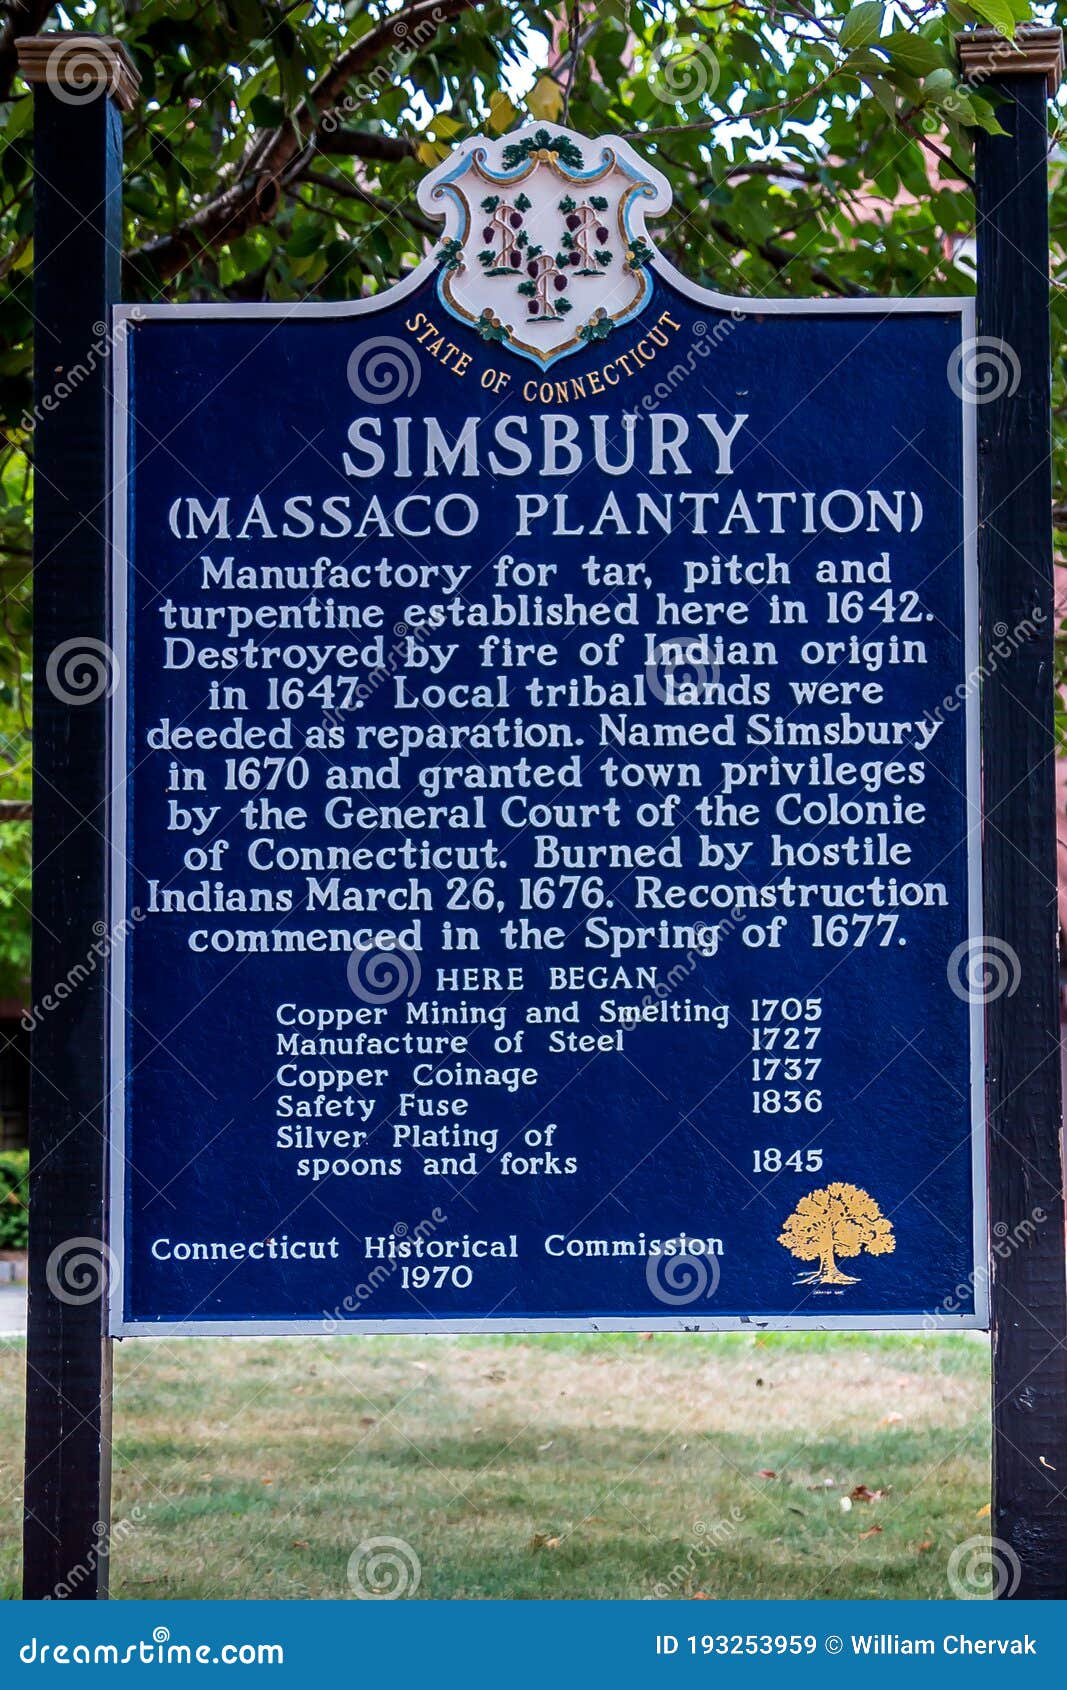 STATE OF CONNECTICUT
SIMSBURY
(MASSACO PLANTATION)
Manufactory for tar, pitch and
turpentine established here in 1642.
Destroyed by fire of Indian origin
in 1647. Local tribal lands were
deeded as reparation. Named Simsbury
in 1670 and granted town privileges
by the General Court of the Colonie
of Connecticut. Burned by hostile
Indians March 26, 1676. Reconstruction
commenced in the Spring of 1677.
HERE BEGAN
Copper Mining and Smelting 1705
Manufacture of Steel 1727
Copper Coinage 1737
Safety Fuse 1836
Silver Plating of
spoons and forks 1845
Connecticut Historical Commission
1970
dreamstime.com
ID 193253959 © William Chervak